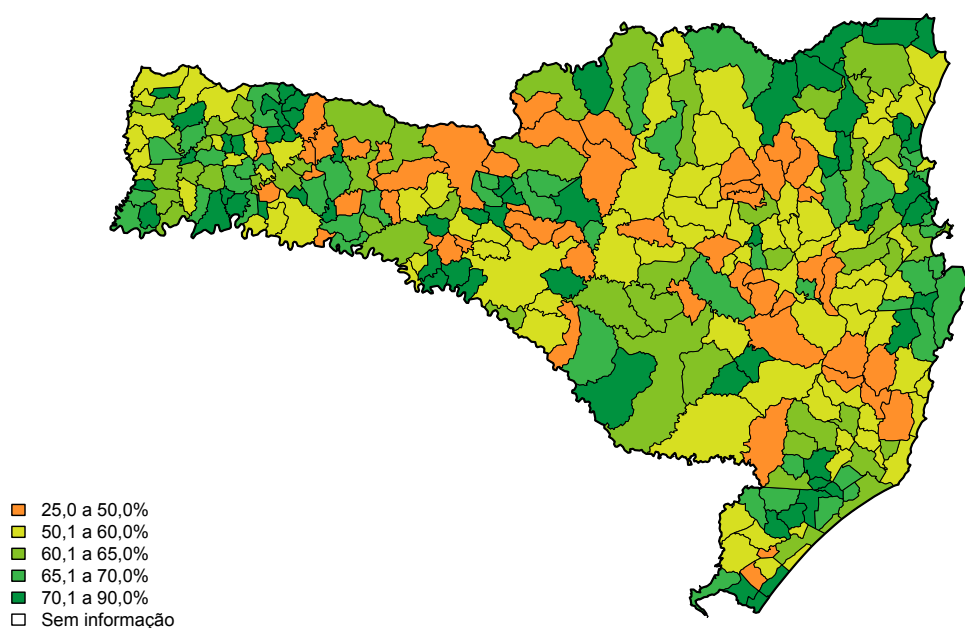 25,0 a 50,0%
50,1 a 60,0%
60,1 a 65,0%
65,1 a 70,0%
70,1 a 90,0%
Sem informação